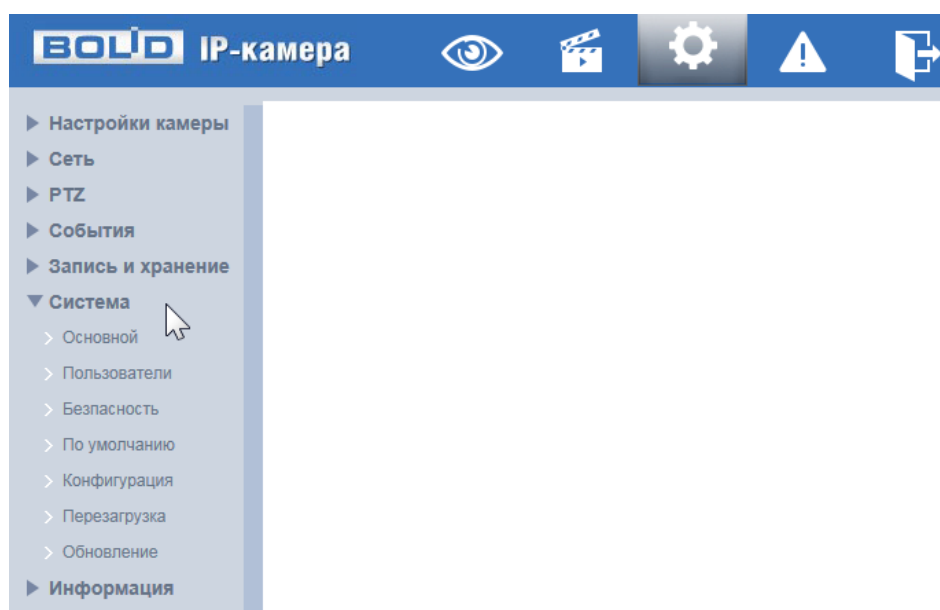 BOLID IP-камера
Настройки камеры
Сеть
PTZ
События
Запись и хранение
Система
Основной
Пользователи
Безпасность
По умолчанию
Конфигурация
Перезагрузка
Обновление
Информация